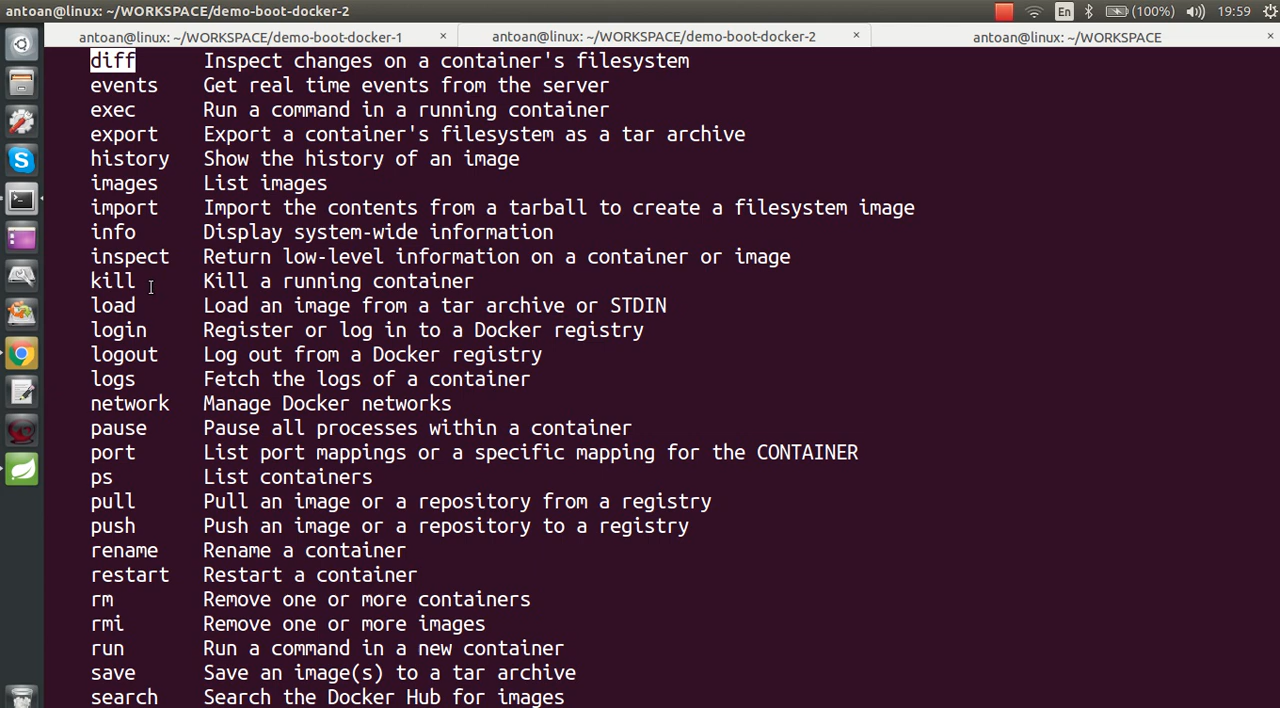 antoan@linux: ~/WORKSPACE/demo-boot-docker-2
En
(100%)
19:59
antoan@linux: ~/WORKSPACE/demo-boot-docker-1 ×
antoan@linux: ~/WORKSPACE/demo-boot-docker-2 ×
antoan@linux: ~/WORKSPACE ×
diff Inspect changes on a container's filesystem
events Get real time events from the server
exec Run a command in a running container
export Export a container's filesystem as a tar archive
history Show the history of an image
images List images
import Import the contents from a tarball to create a filesystem image
info Display system-wide information
inspect Return low-level information on a container or image
kill Kill a running container
load Load an image from a tar archive or STDIN
login Register or log in to a Docker registry
logout Log out from a Docker registry
logs Fetch the logs of a container
network Manage Docker networks
pause Pause all processes within a container
port List port mappings or a specific mapping for the CONTAINER
ps List containers
pull Pull an image or a repository from a registry
push Push an image or a repository to a registry
rename Rename a container
restart Restart a container
rm Remove one or more containers
rmi Remove one or more images
run Run a command in a new container
save Save an image(s) to a tar archive
search Search the Docker Hub for images